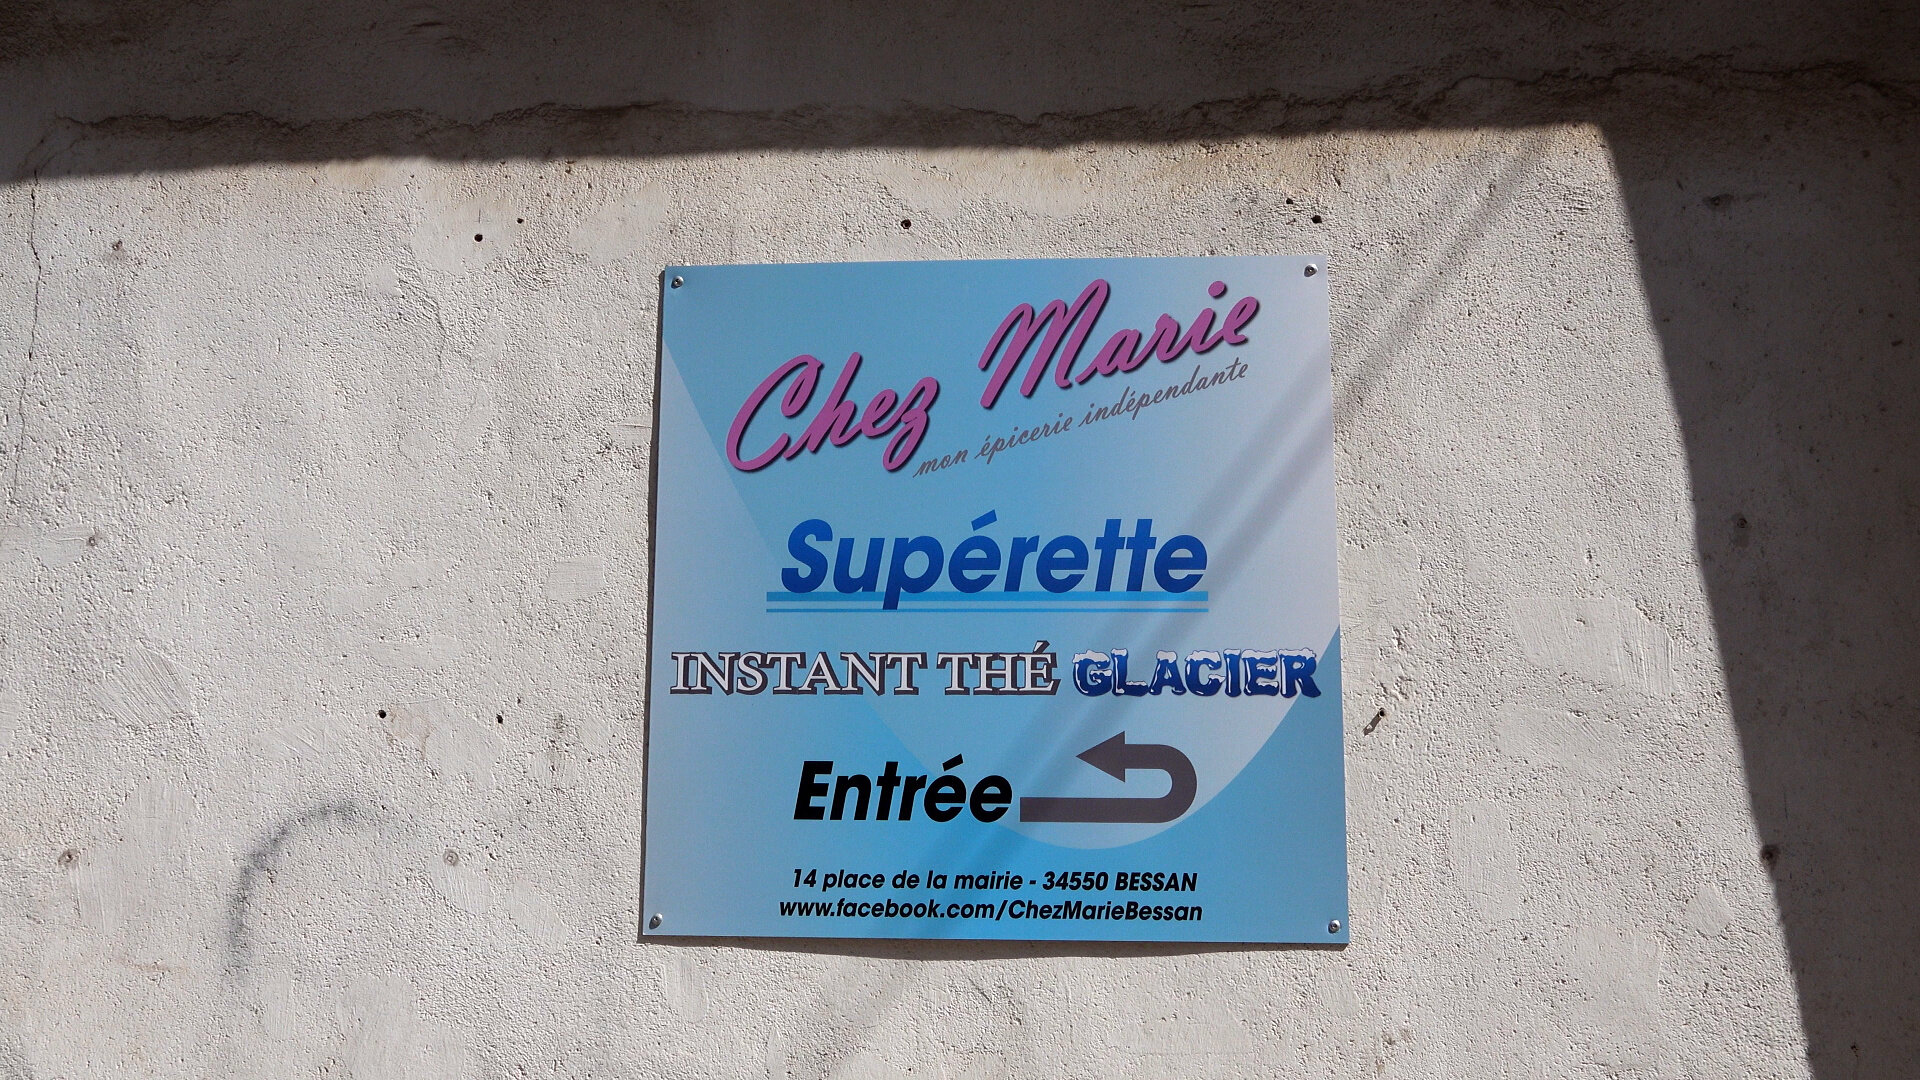 Chez Marie
mon épicerie indépendante
Supérette
INSTANT THÉ GLACIER
Entrée
14 place de la mairie - 34550 BESSAN
www.facebook.com/ChezMarieBessan